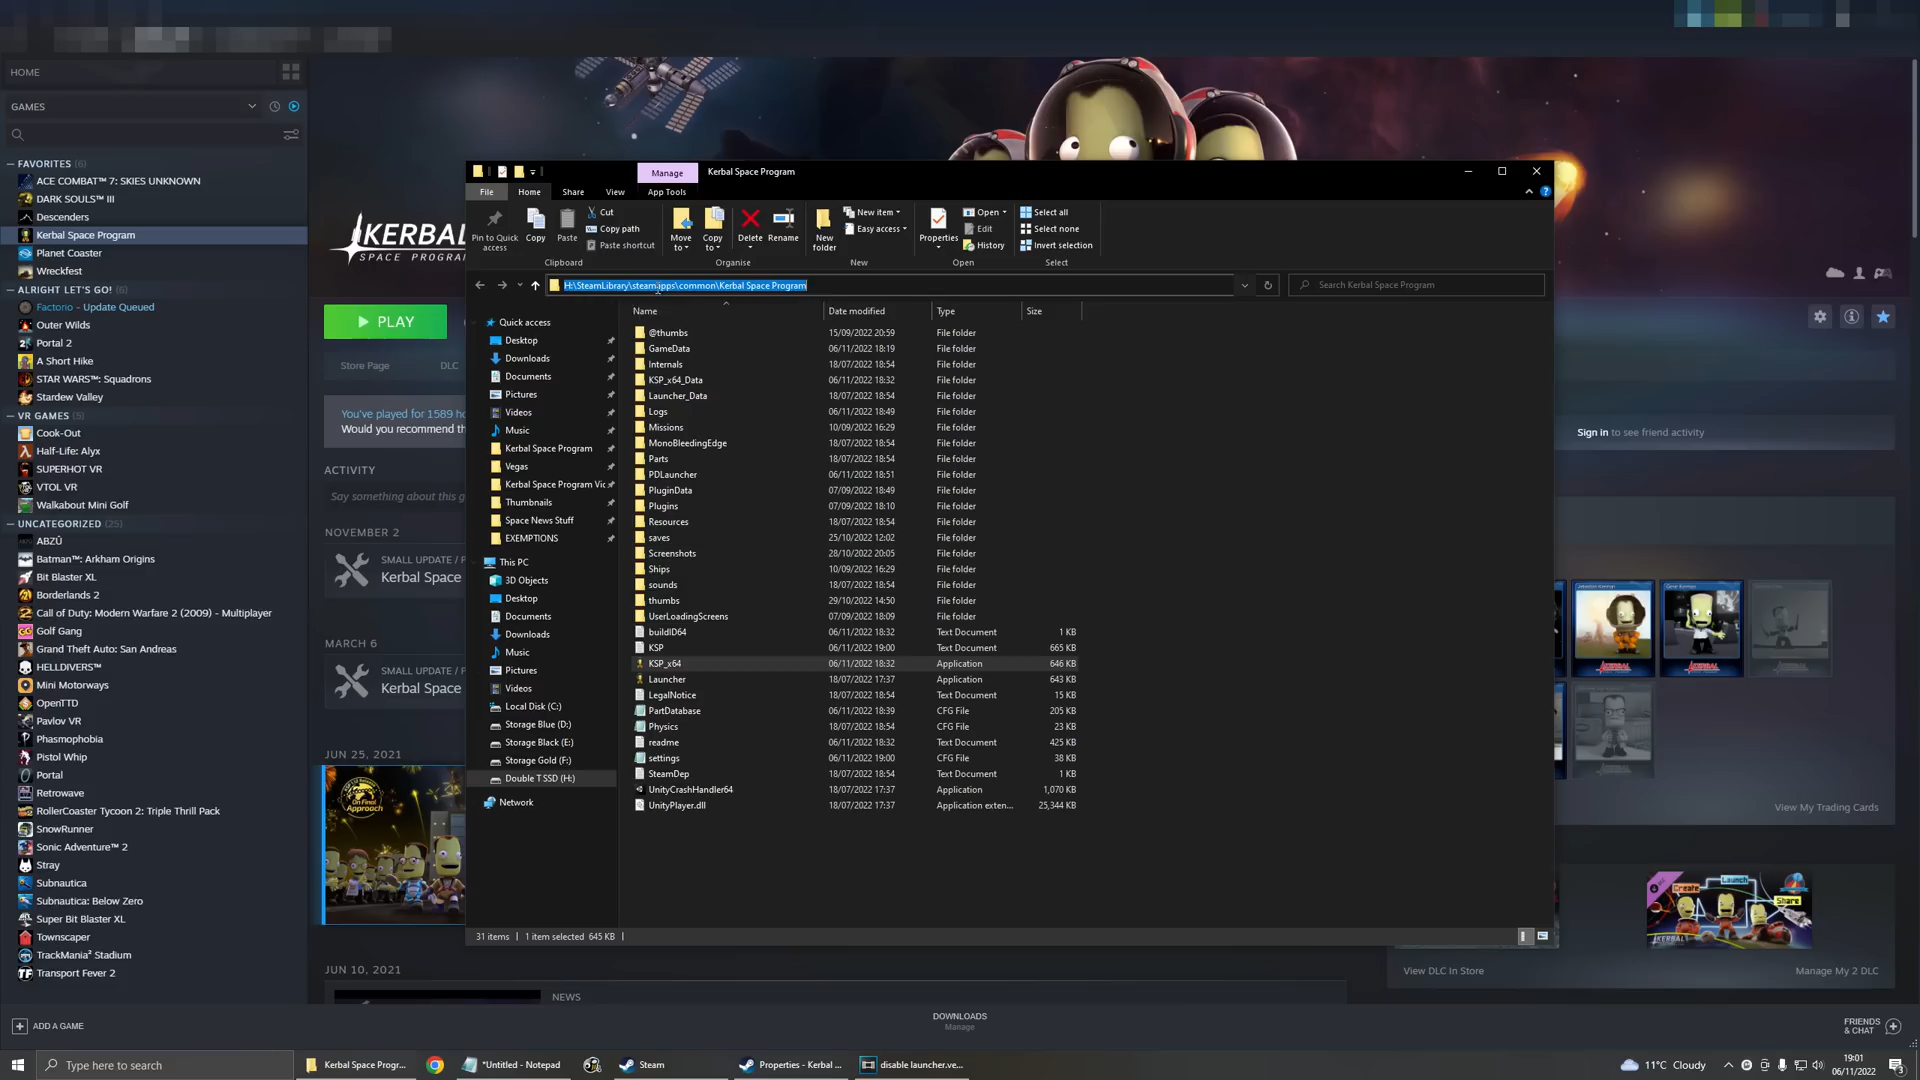 HOME
GAMES
FAVORITES (6)
ACE COMBAT™ 7: SKIES UNKNOWN
DARK SOULS™ III
Descenders
Kerbal Space Program
Planet Coaster
Wreckfest
ALRIGHT LET'S GO! (6)
Factorio - Update Queued
Outer Wilds
Portal 2
A Short Hike
STAR WARS™: Squadrons
Stardew Valley
VR GAMES (5)
Cook-Out
Half-Life: Alyx
SUPERHOT VR
VTOL VR
Walkabout Mini Golf
UNCATEGORIZED (25)
ABZÛ
Batman™: Arkham Origins
Bit Blaster XL
Borderlands 2
Call of Duty: Modern Warfare 2 (2009) - Multiplayer
Golf Gang
Grand Theft Auto: San Andreas
HELLDIVERS™
Mini Motorways
OpenTTD
Pavlov VR
Phasmophobia
Pistol Whip
Portal
Retrowave
RollerCoaster Tycoon 2: Triple Thrill Pack
SnowRunner
Sonic Adventure™ 2
Stray
Subnautica
Subnautica: Below Zero
Super Bit Blaster XL
Townscaper
TrackMania² Stadium
Transport Fever 2
ADD A GAME
KERBAL
SPACE PROGRAM
PLAY
Store Page DLC
You've played for 1589 ho
Would you recommend th
ACTIVITY
Say something about this g
NOVEMBER 2
SMALL UPDATE / P
Kerbal Space
MARCH 6
SMALL UPDATE / P
Kerbal Space
JUN 25, 2021
On Final
Approach
JUN 10, 2021
NEWS
Manage Kerbal Space Program
File Home Share View App Tools
Pin to Quick access
Copy
Paste
Cut
Copy path
Paste shortcut
Move to
Copy to
Delete
Rename
New folder
New item
Easy access
Properties
Open
Edit
History
Select all
Select none
Invert selection
Clipboard Organise New Open Select
H:\SteamLibrary\steamapps\common\Kerbal Space Program
Search Kerbal Space Program
Quick access
Desktop
Downloads
Documents
Pictures
Videos
Music
Kerbal Space Program
Vegas
Kerbal Space Program Vic
Thumbnails
Space News Stuff
EXEMPTIONS
This PC
3D Objects
Desktop
Documents
Downloads
Music
Pictures
Videos
Local Disk (C:)
Storage Blue (D:)
Storage Black (E:)
Storage Gold (F:)
Double T SSD (H:)
Network
Name Date modified Type Size
@thumbs 15/09/2022 20:59 File folder
GameData 06/11/2022 18:19 File folder
Internals 18/07/2022 18:54 File folder
KSP_x64_Data 06/11/2022 18:32 File folder
Launcher_Data 18/07/2022 18:54 File folder
Logs 06/11/2022 18:49 File folder
Missions 10/09/2022 16:29 File folder
MonoBleedingEdge 18/07/2022 18:54 File folder
Parts 18/07/2022 18:54 File folder
PDLauncher 06/11/2022 18:51 File folder
PluginData 07/09/2022 18:49 File folder
Plugins 07/09/2022 18:10 File folder
Resources 18/07/2022 18:54 File folder
saves 25/10/2022 12:02 File folder
Screenshots 28/10/2022 20:05 File folder
Ships 10/09/2022 16:29 File folder
sounds 18/07/2022 18:54 File folder
thumbs 29/10/2022 14:50 File folder
UserLoadingScreens 07/09/2022 18:09 File folder
buildID64 06/11/2022 18:32 Text Document 1 KB
KSP 06/11/2022 19:00 Text Document 665 KB
KSP_x64 06/11/2022 18:32 Application 646 KB
Launcher 18/07/2022 17:37 Application 643 KB
LegalNotice 18/07/2022 18:54 Text Document 15 KB
PartDatabase 06/11/2022 18:39 CFG File 205 KB
Physics 18/07/2022 18:54 CFG File 23 KB
readme 06/11/2022 18:32 Text Document 425 KB
settings 06/11/2022 19:00 CFG File 38 KB
SteamDep 18/07/2022 18:54 Text Document 1 KB
UnityCrashHandler64 18/07/2022 17:37 Application 1,070 KB
UnityPlayer.dll 18/07/2022 17:37 Application exten... 25,344 KB
31 items 1 item selected 645 KB
Sign in to see friend activity
View My Trading Cards
Create Launch Share
KERBAL
View DLC In Store
Manage My 2 DLC
DOWNLOADS
Manage
FRIENDS
& CHAT
Type here to search
Kerbal Space Progr...
*Untitled - Notepad
Steam
Properties - Kerbal ...
disable launcher.ve...
11°C Cloudy
19:01
06/11/2022